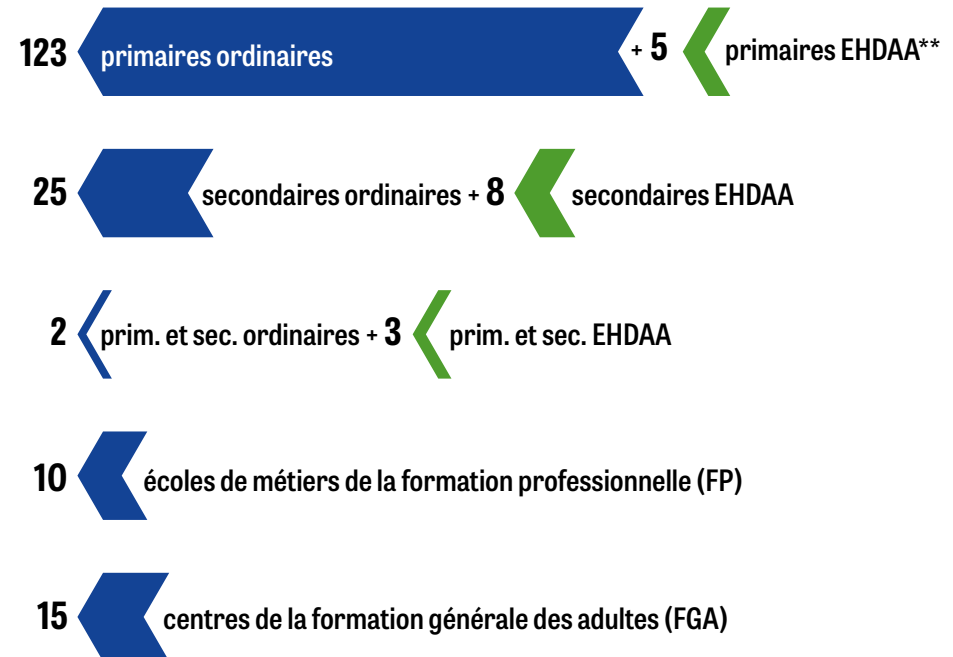 123 primaires ordinaires + 5 primaires EHDAA**
25 secondaires ordinaires + 8 secondaires EHDAA
2 prim. et sec. ordinaires + 3 prim. et sec. EHDAA
10 écoles de métiers de la formation professionnelle (FP)
15 centres de la formation générale des adultes (FGA)